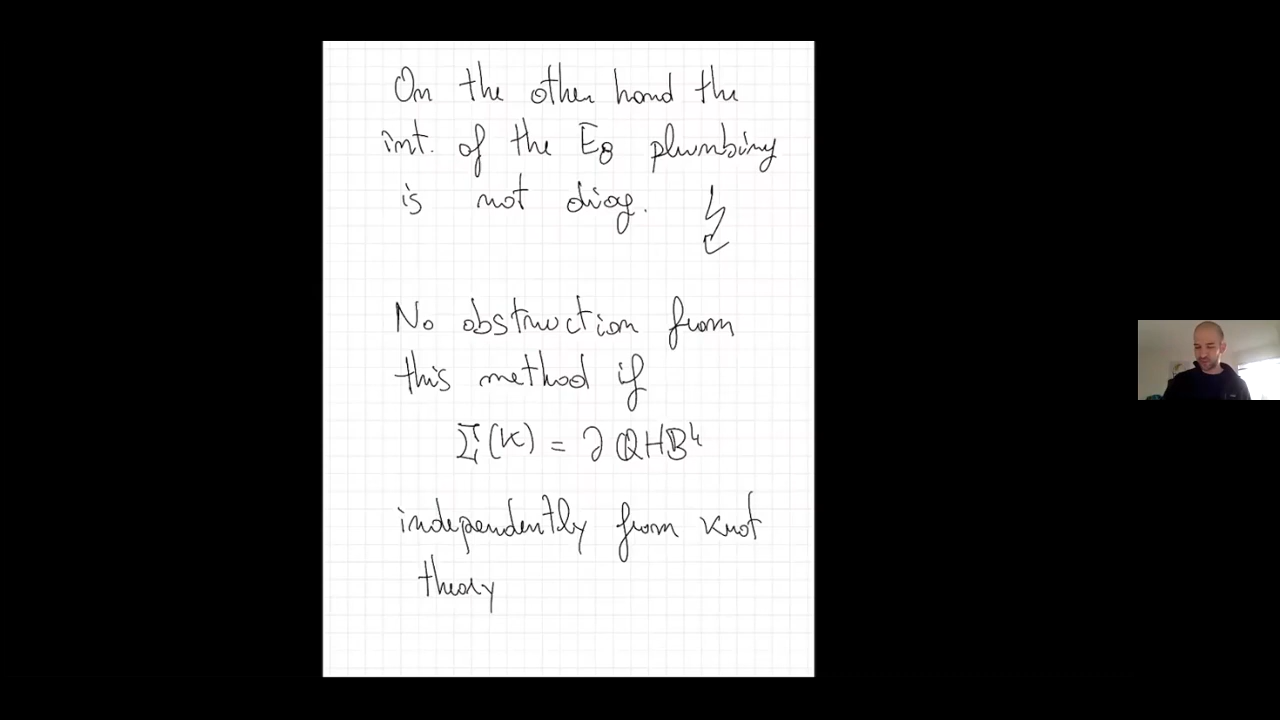 On the other hand the
int. of the E8 plumbing
is not diag.
No obstruction from
this method if
Σ(K) = ∂ QHB⁴
independently from knot
theory